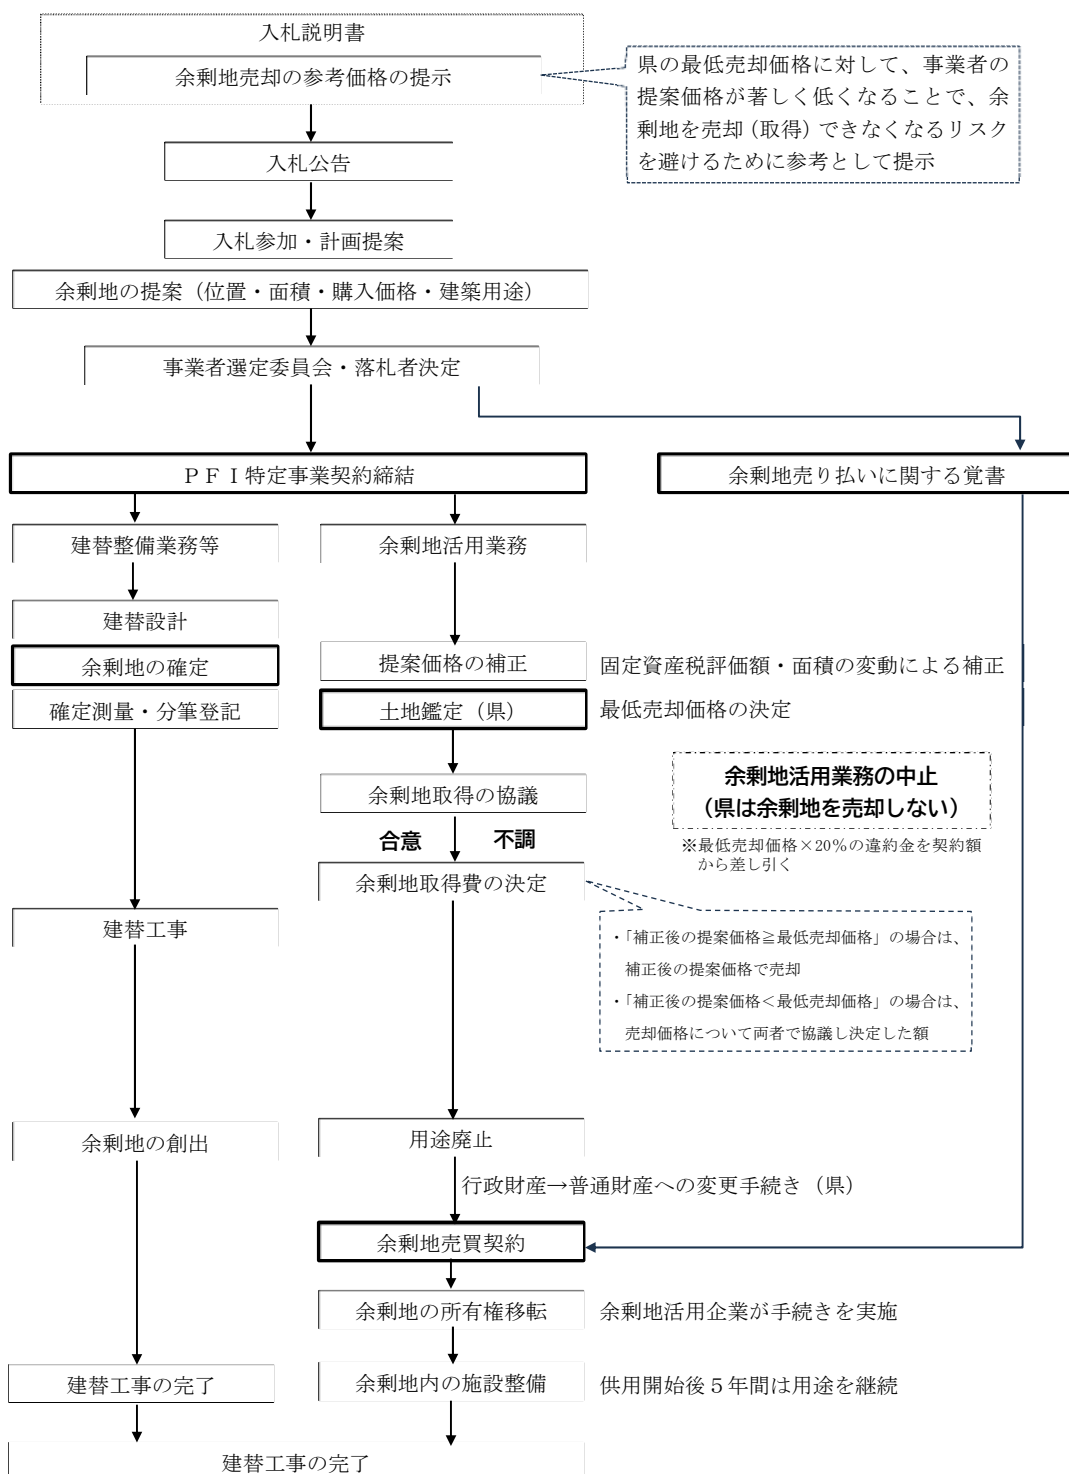 入札説明書
余剰地売却の参考価格の提示
県の最低売却価格に対して、事業者の
提案価格が著しく低くなることで、余
剰地を売却（取得）できなくなるリスク
を避けるために参考として提示
入札公告
入札参加・計画提案
余剰地の提案（位置・面積・購入価格・建築用途）
事業者選定委員会・落札者決定
ＰＦＩ特定事業契約締結
余剰地売り払いに関する覚書
建替整備業務等
余剰地活用業務
建替設計
余剰地の確定
提案価格の補正
固定資産税評価額・面積の変動による補正
確定測量・分筆登記
土地鑑定（県）
最低売却価格の決定
余剰地取得の協議
余剰地活用業務の中止
（県は余剰地を売却しない）
※最低売却価格×20％の違約金を契約額
から差し引く
合意
不調
余剰地取得費の決定
建替工事
・「補正後の提案価格≧最低売却価格」の場合は、
補正後の提案価格で売却
・「補正後の提案価格＜最低売却価格」の場合は、
売却価格について両者で協議し決定した額
余剰地の創出
用途廃止
行政財産→普通財産への変更手続き（県）
余剰地売買契約
余剰地の所有権移転
余剰地活用企業が手続きを実施
建替工事の完了
余剰地内の施設整備
供用開始後５年間は用途を継続
建替工事の完了